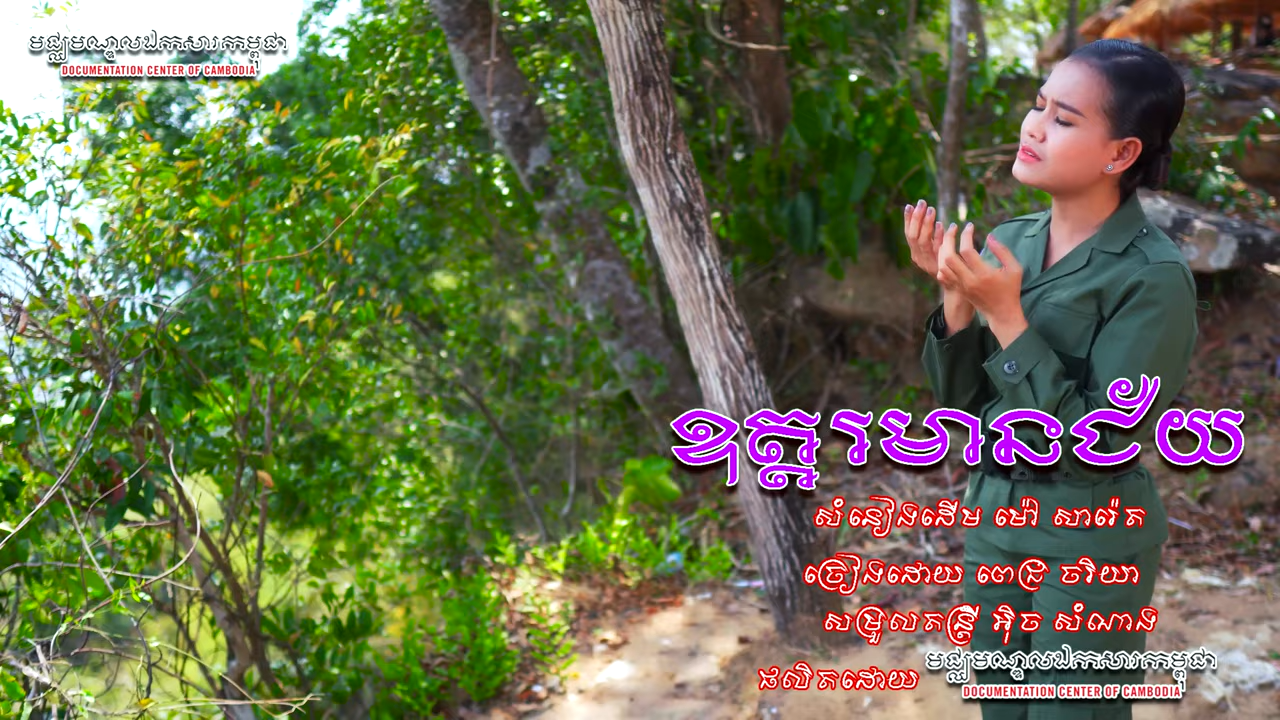 មជ្ឈមណ្ឌលឯកសារកម្ពុជា
DOCUMENTATION CENTER OF CAMBODIA
ឧត្តរមានជ័យ
សំនៀងដើម ម៉ៅ សារ៉េត
ច្រៀងដោយ ពេជ្រ ចរិយា
សម្រួលតន្ត្រី អ៊ិច សំណាង
ផលិតដោយ មជ្ឈមណ្ឌលឯកសារកម្ពុជា
DOCUMENTATION CENTER OF CAMBODIA